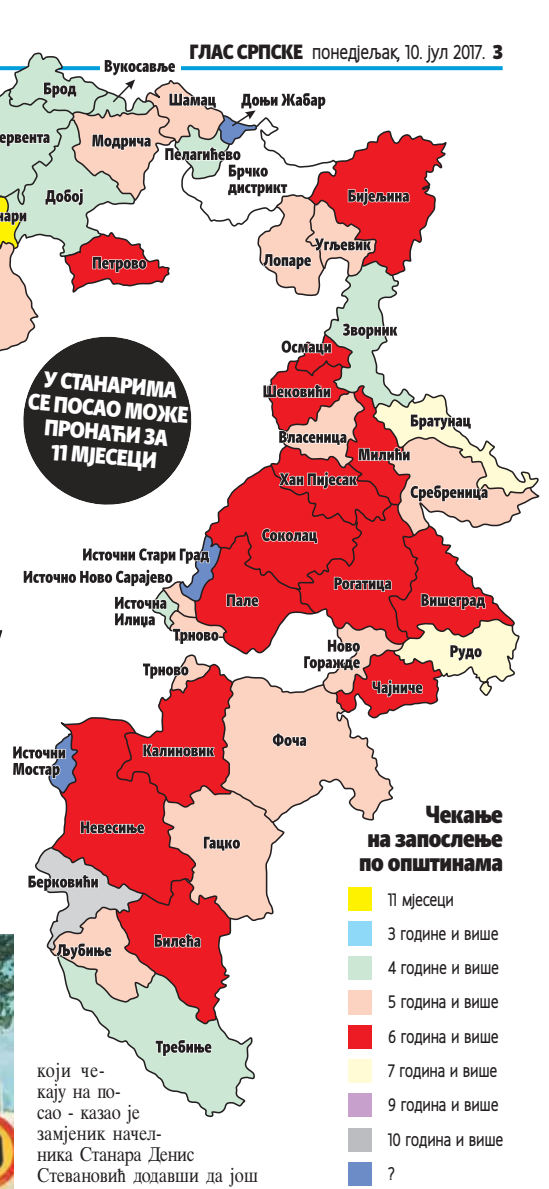 ГЛАС СРПСКЕ понедјељак, 10. јул 2017. 3
Вукосавље
Брод
Шамац
Доњи Жабар
ервента
Модрича
Пелагићево
Брчко
дистрикт
Бијељина
Добој
нари
Угљевик
Лопаре
Петрово
Зворник
Осмаци
У СТАНАРИМА
СЕ ПОСАО МОЖЕ
ПРОНАЋИ ЗА
11 МЈЕСЕЦИ
Шековићи
Братунац
Власеница
Милићи
Хан Пијесак
Сребреница
Соколац
Источни Стари Град
Источно Ново Сарајево
Рогатица
Источна
Илиџа
Пале
Вишеград
Трново
Ново
Горажде
Рудо
Трново
Чајниче
Фоча
Источни
Мостар
Калиновик
Невесиње
Гацко
Берковићи
Билећа
Љубиње
Требиње
Чекање
на запослење
по општинама
11 мјесеци
3 године и више
4 године и више
5 година и више
6 година и више
7 година и више
9 година и више
10 година и више
?
који че-
кају на по-
сао - казао је
замјеник начел-
ника Станара Денис
Стевановић додавши да још